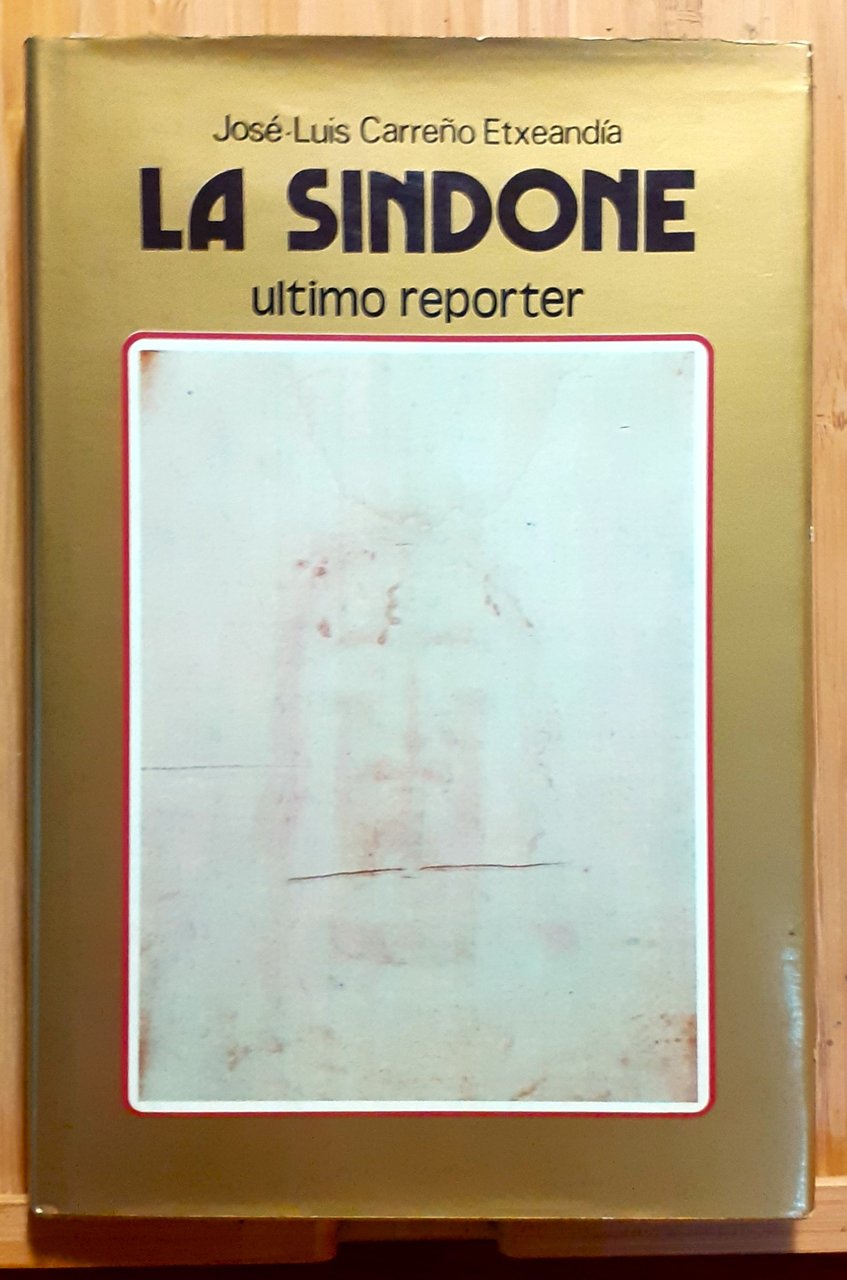 José-Luis Carreño Etxeandía
LA SINDONE
ultimo reporter